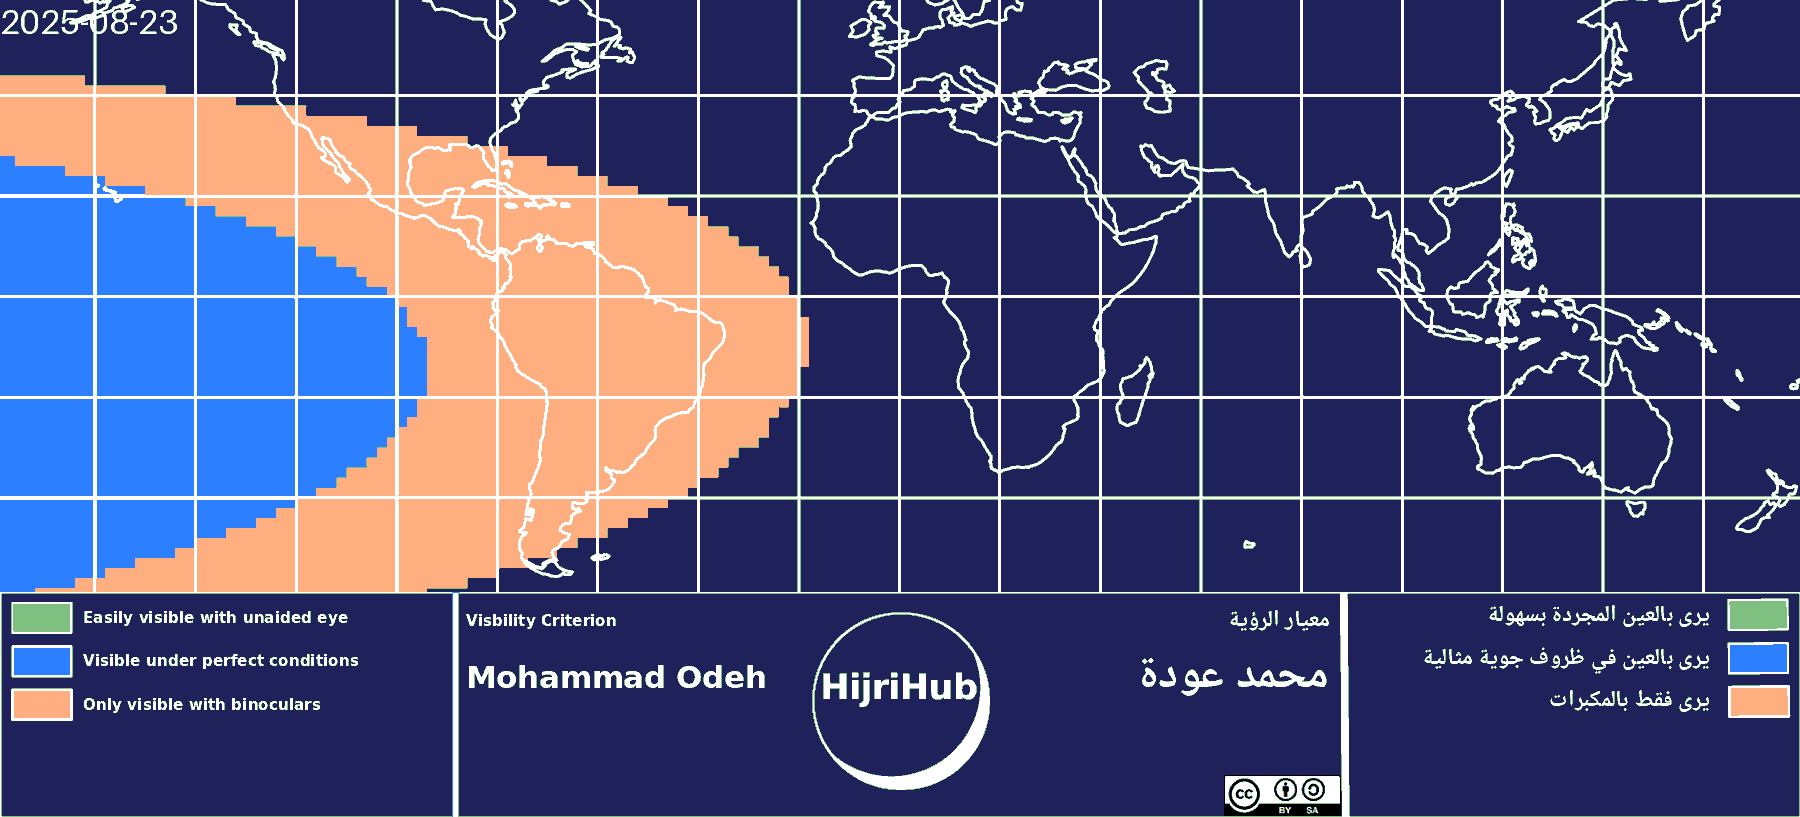 2025-08-23
Easily visible with unaided eye
Visible under perfect conditions
Only visible with binoculars
Visbility Criterion
Mohammad Odeh
HijriHub
معيار الرؤية
محمد عودة
cc
BY SA
يرى بالعين المجردة بسهولة
يرى بالعين في ظروف جوية مثالية
يرى فقط بالمكبرات